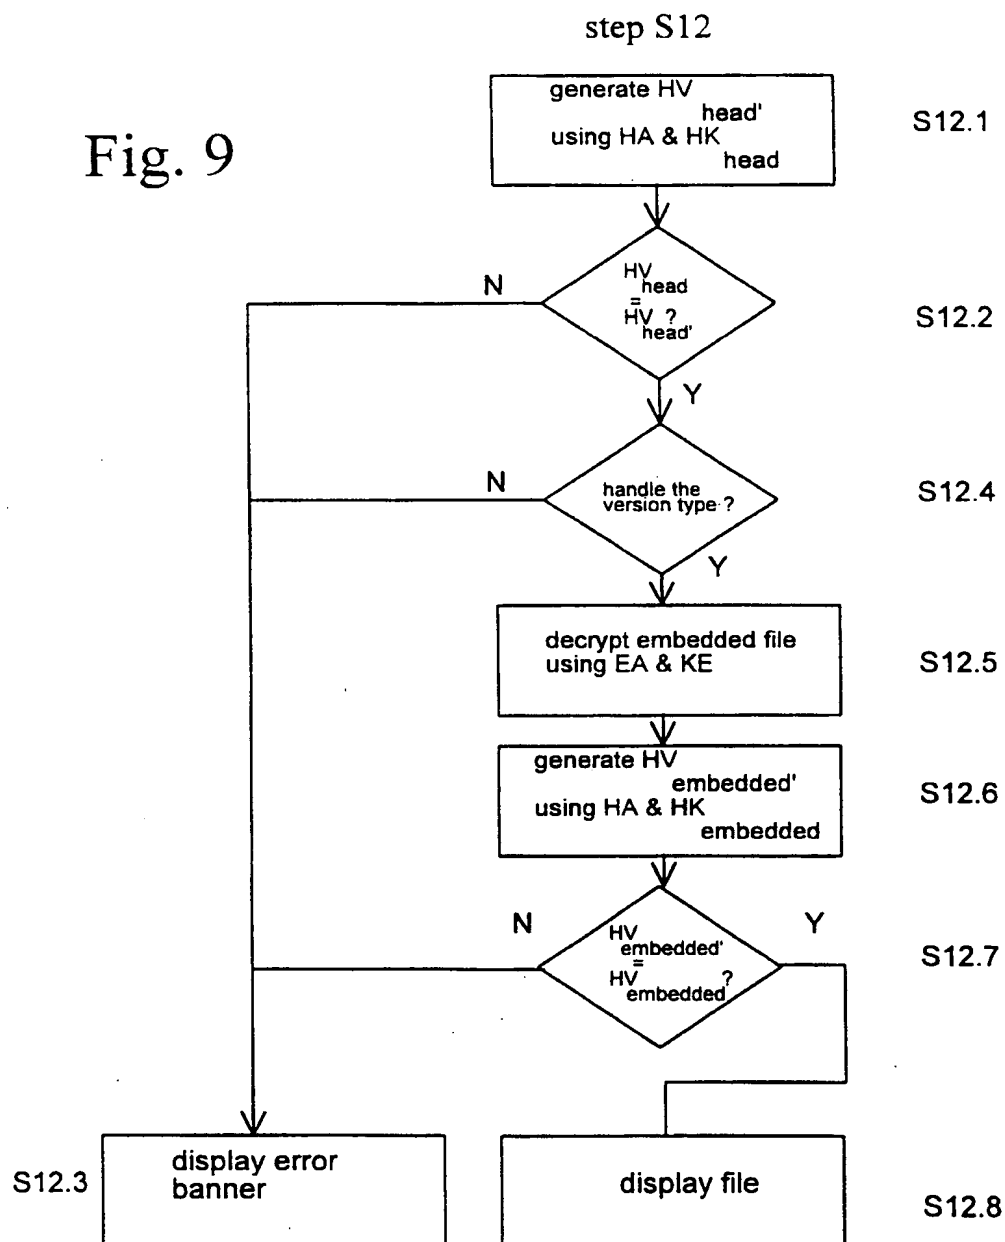 step S12
Fig. 9
generate HV head'
using HA & HK head
S12.1
HV head
=
HV head' ?
N
Y
S12.2
handle the
version type ?
N
Y
S12.4
decrypt embedded file
using EA & KE
S12.5
generate HV embedded'
using HA & HK embedded
S12.6
HV embedded'
=
HV embedded ?
N
Y
S12.7
S12.3
display error
banner
display file
S12.8